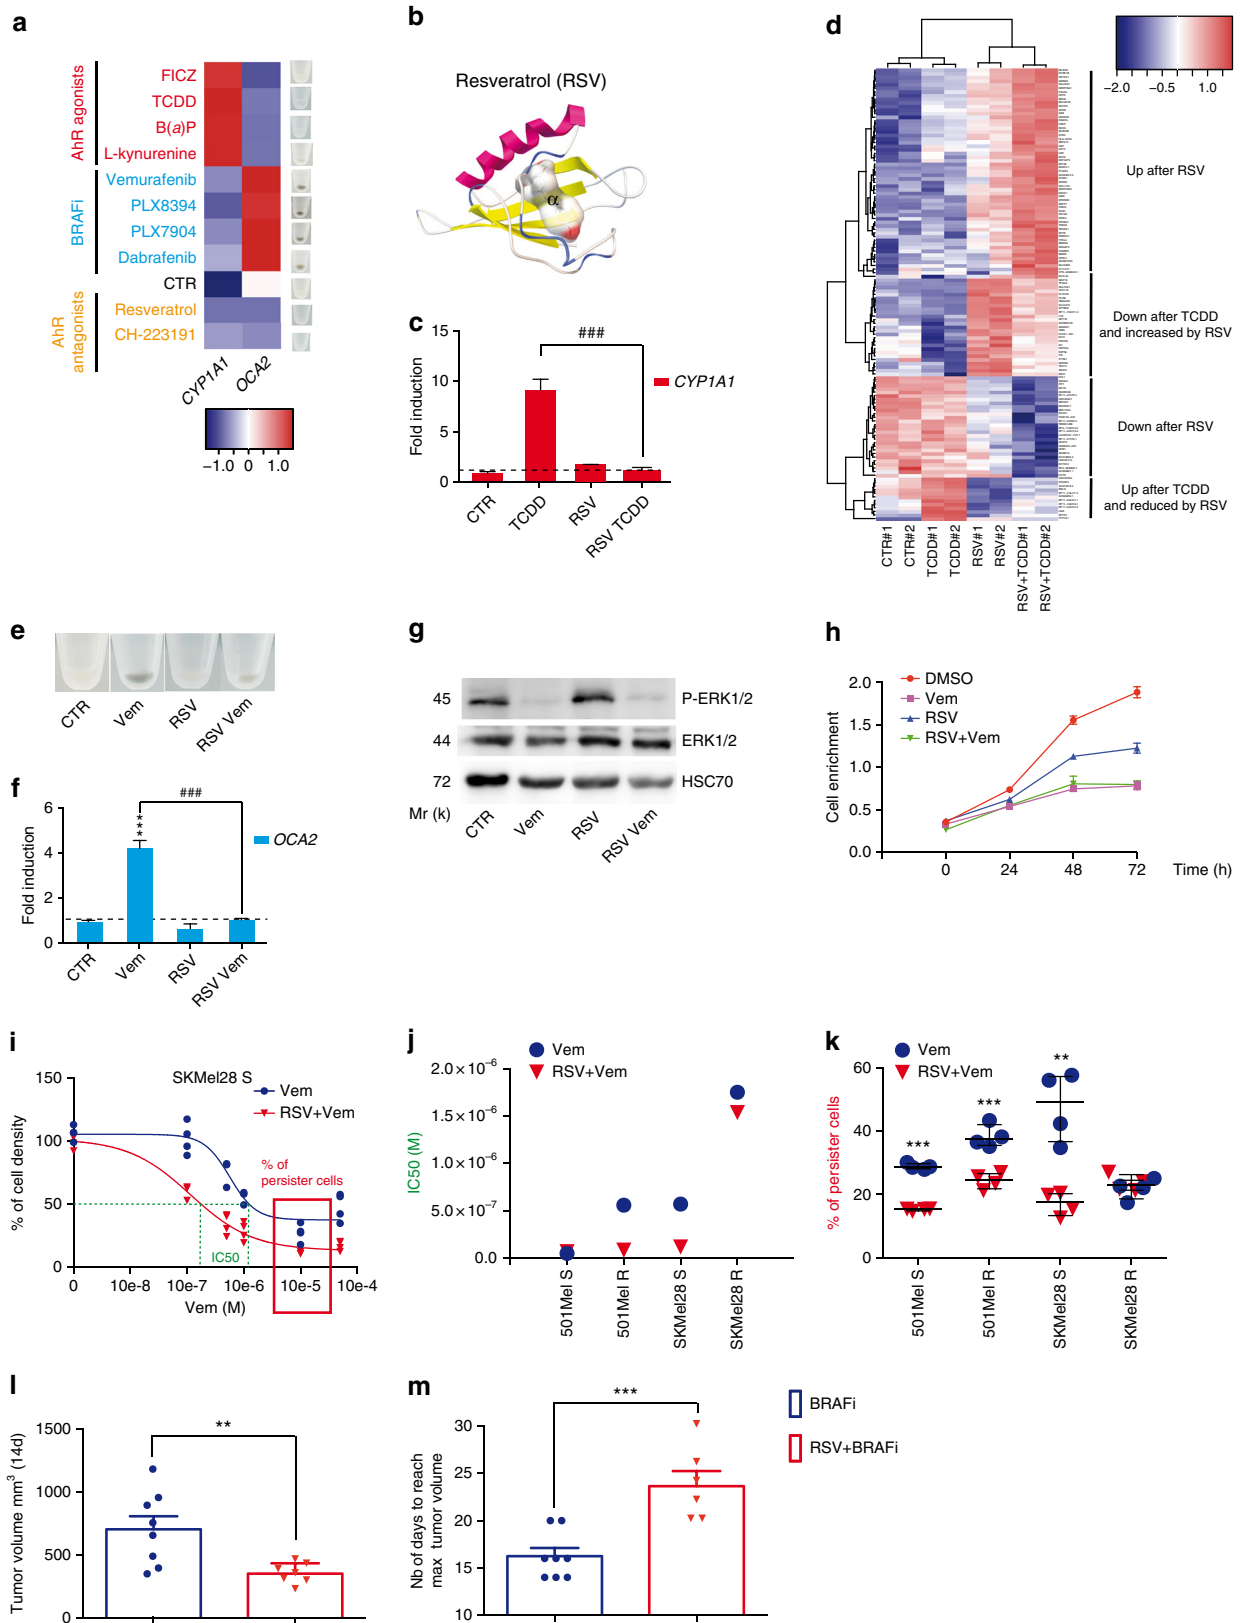 a
AhR agonists
FICZ
TCDD
B(a)P
L-kynurenine
BRAFi
Vemurafenib
PLX8394
PLX7904
Dabrafenib
CTR
AhR
antagonists
Resveratrol
CH-223191
CYP1A1
OCA2
−1.0 0 1.0
b
Resveratrol (RSV)
α
c
Fold induction
15
10
5
0
###
CYP1A1
CTR
TCDD
RSV
RSV TCDD
d
−2.0 −0.5 1.0
Up after RSV
Down after TCDD
and increased by RSV
Down after RSV
Up after TCDD
and reduced by RSV
CTR#1
CTR#2
TCDD#1
TCDD#2
RSV#1
RSV#2
RSV+TCDD#1
RSV+TCDD#2
e
CTR
Vem
RSV
RSV Vem
f
Fold induction
6
4
2
0
###
****
OCA2
CTR
Vem
RSV
RSV Vem
g
45 P-ERK1/2
44 ERK1/2
72 HSC70
Mr (k)
CTR
Vem
RSV
RSV Vem
h
Cell enrichment
2.0
1.5
1.0
0.5
0.0
DMSO
Vem
RSV
RSV+Vem
0 24 48 72 Time (h)
i
SKMel28 S
% of cell density
150
100
50
0
Vem
RSV+Vem
% of
persister cells
IC50
0 10e-8 10e-7 10e-6 10e-5 10e-4
Vem (M)
j
Vem
RSV+Vem
IC50 (M)
2.0×10−6
1.5×10−6
1.0×10−6
5.0×10−7
0.0
501Mel S
501Mel R
SKMel28 S
SKMel28 R
k
Vem
RSV+Vem
% of persister cells
60
40
20
0
***
***
**
501Mel S
501Mel R
SKMel28 S
SKMel28 R
l
Tumor volume mm3 (14d)
1500
1000
500
0
**
m
Nb of days to reach
max tumor volume
30
25
20
15
10
***
BRAFi
RSV+BRAFi